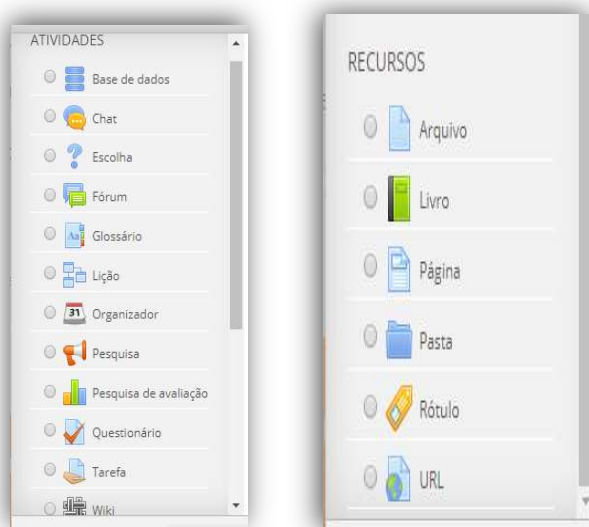 ATIVIDADES
Base de dados
Chat
Escolha
Fórum
Glossário
Lição
31 Organizador
Pesquisa
Pesquisa de avaliação
Questionário
Tarefa
Wiki
RECURSOS
Arquivo
Livro
Página
Pasta
Rótulo
URL